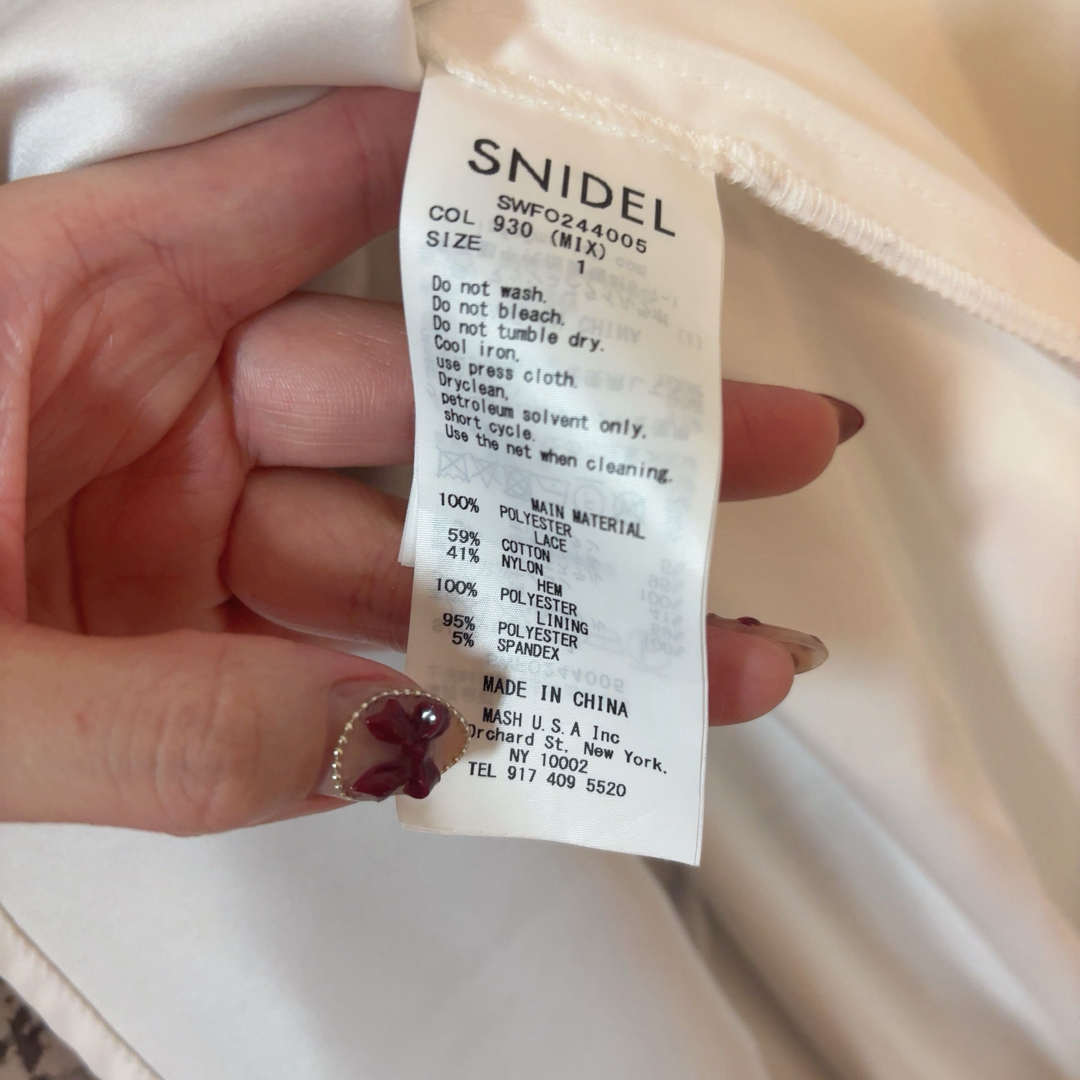 SNIDEL
SWFO244005
COL 930 (MIX)
SIZE 1
Do not wash.
Do not bleach.
Do not tumble dry.
Cool iron.
use press cloth.
Dryclean,
petroleum solvent only.
short cycle.
Use the net when cleaning.
MAIN MATERIAL
100% POLYESTER
LACE
59% COTTON
41% NYLON
HEM
100% POLYESTER
LINING
95% POLYESTER
5% SPANDEX
MADE IN CHINA
MASH U.S.A Inc
Orchard St, New York.
NY 10002
TEL 917 409 5520